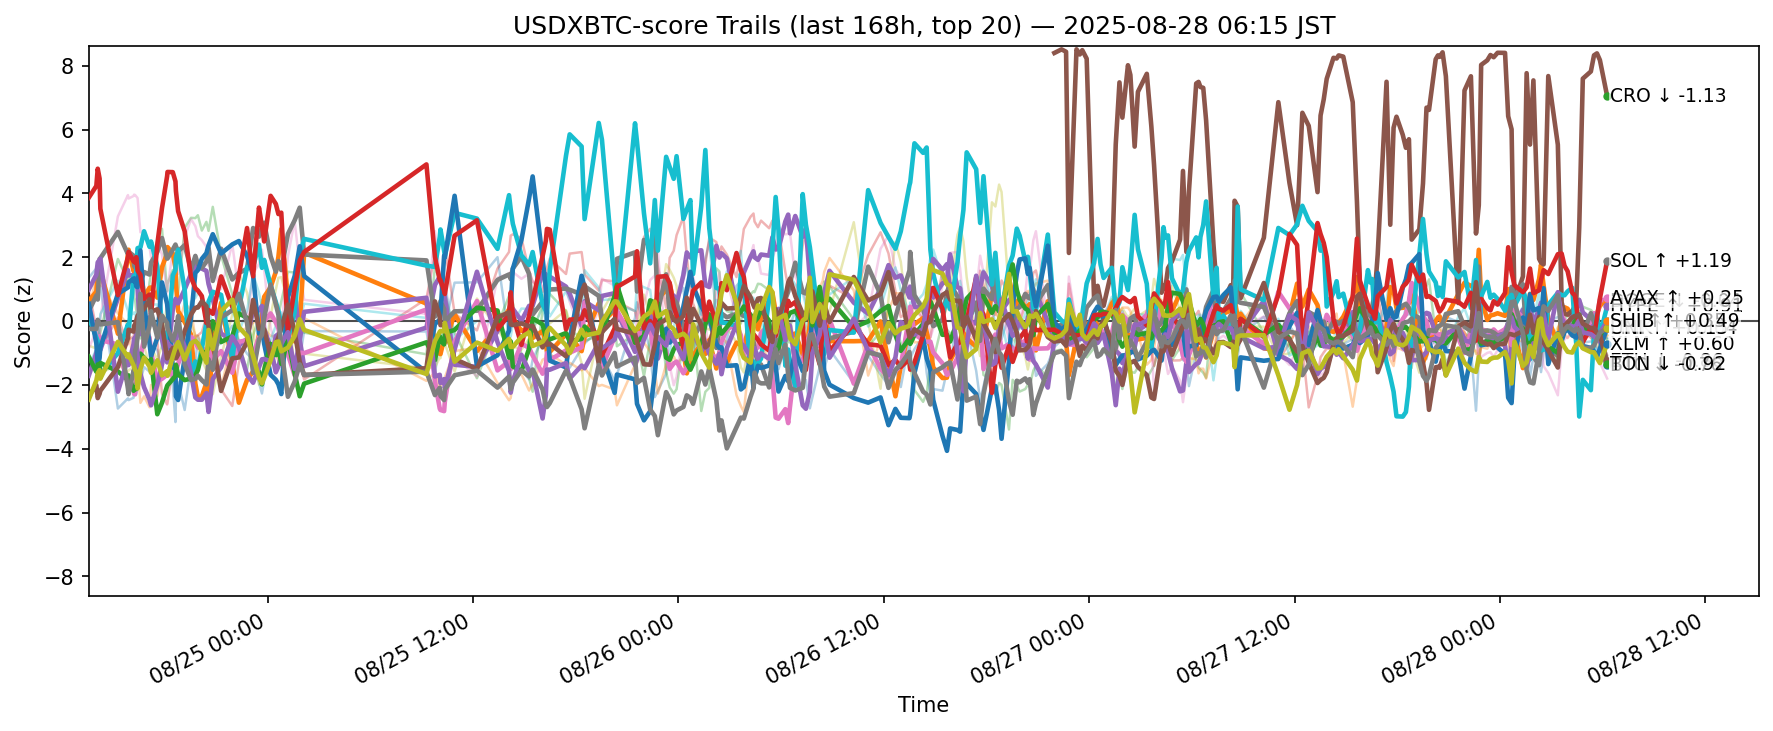 USDXBTC-score Trails (last 168h, top 20) — 2025-08-28 06:15 JST
Score (z)
8
6
4
2
0
−2
−4
−6
−8
CRO ↓ -1.13
SOL ↑ +1.19
AVAX ↑ +0.25
SHIB ↑ +0.49
XLM ↑ +0.60
TON ↓ -0.92
08/25 00:00
08/25 12:00
08/26 00:00
08/26 12:00
08/27 00:00
08/27 12:00
08/28 00:00
08/28 12:00
Time